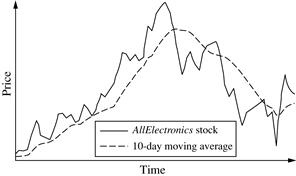 Price
AllElectronics stock
10-day moving average
Time